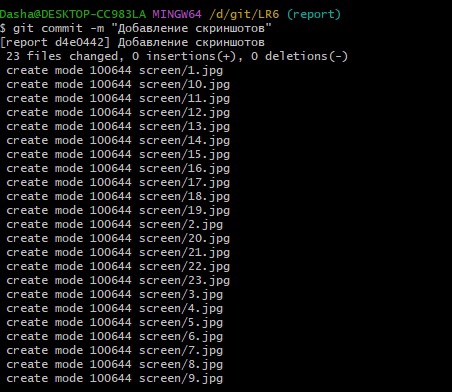 Dasha@DESKTOP-CC983LA MINGW64 /d/git/LR6 (report)
$ git commit -m "Добавление скриншотов"
[report d4e0442] Добавление скриншотов
 23 files changed, 0 insertions(+), 0 deletions(-)
 create mode 100644 screen/1.jpg
 create mode 100644 screen/10.jpg
 create mode 100644 screen/11.jpg
 create mode 100644 screen/12.jpg
 create mode 100644 screen/13.jpg
 create mode 100644 screen/14.jpg
 create mode 100644 screen/15.jpg
 create mode 100644 screen/16.jpg
 create mode 100644 screen/17.jpg
 create mode 100644 screen/18.jpg
 create mode 100644 screen/19.jpg
 create mode 100644 screen/2.jpg
 create mode 100644 screen/20.jpg
 create mode 100644 screen/21.jpg
 create mode 100644 screen/22.jpg
 create mode 100644 screen/23.jpg
 create mode 100644 screen/3.jpg
 create mode 100644 screen/4.jpg
 create mode 100644 screen/5.jpg
 create mode 100644 screen/6.jpg
 create mode 100644 screen/7.jpg
 create mode 100644 screen/8.jpg
 create mode 100644 screen/9.jpg